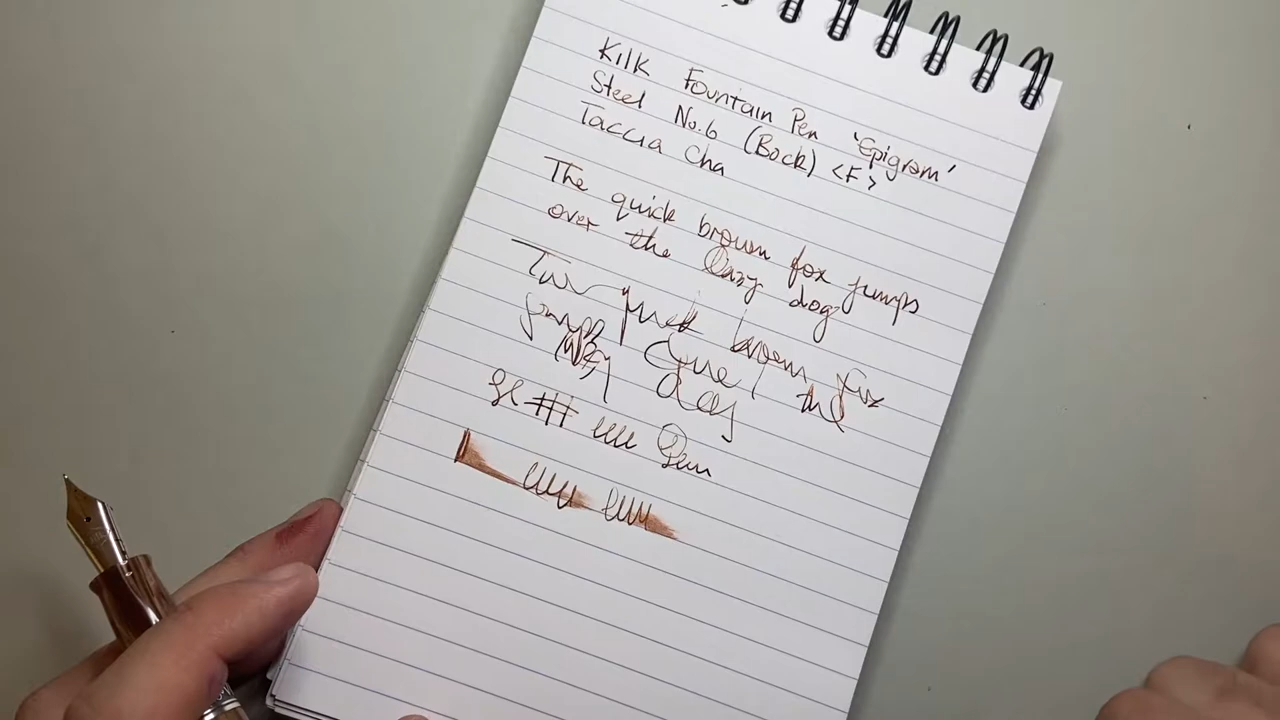 Kilk Fountain Pen 'Epigram'
Steel No.6 (Bock) <F>
Taccia Cha
The quick brown fox jumps
over the lazy dog
quick brown fox
jumps over the
lazy dog
Pen